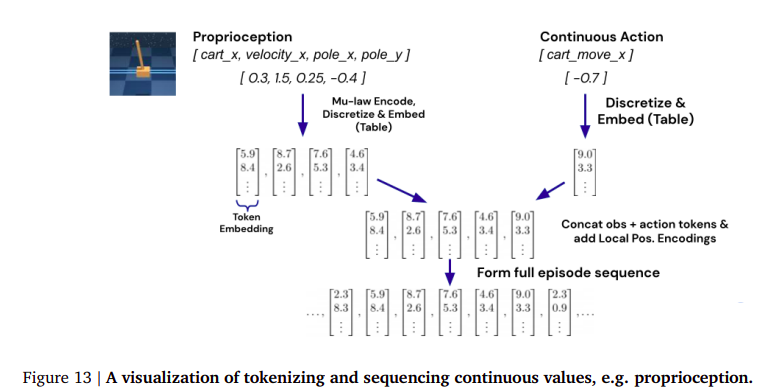 Proprioception
[ cart_x, velocity_x, pole_x, pole_y ]
[ 0.3, 1.5, 0.25, −0.4 ]
Continuous Action
[ cart_move_x ]
[ −0.7 ]
Mu-law Encode,
Discretize & Embed
(Table)
Discretize &
Embed (Table)
[5.9 8.4 ⋮], [8.7 2.6 ⋮], [7.6 5.3 ⋮], [4.6 3.4 ⋮]
[9.0 3.3 ⋮]
Token
Embedding
[5.9 8.4 ⋮], [8.7 2.6 ⋮], [7.6 5.3 ⋮], [4.6 3.4 ⋮], [9.0 3.3 ⋮]
Concat obs + action tokens &
add Local Pos. Encodings
Form full episode sequence
..., [2.3 8.3 ⋮], [5.9 8.4 ⋮], [8.7 2.6 ⋮], [7.6 5.3 ⋮], [4.6 3.4 ⋮], [9.0 3.3 ⋮], [2.3 0.9 ⋮], ...
Figure 13 | A visualization of tokenizing and sequencing continuous values, e.g. proprioception.